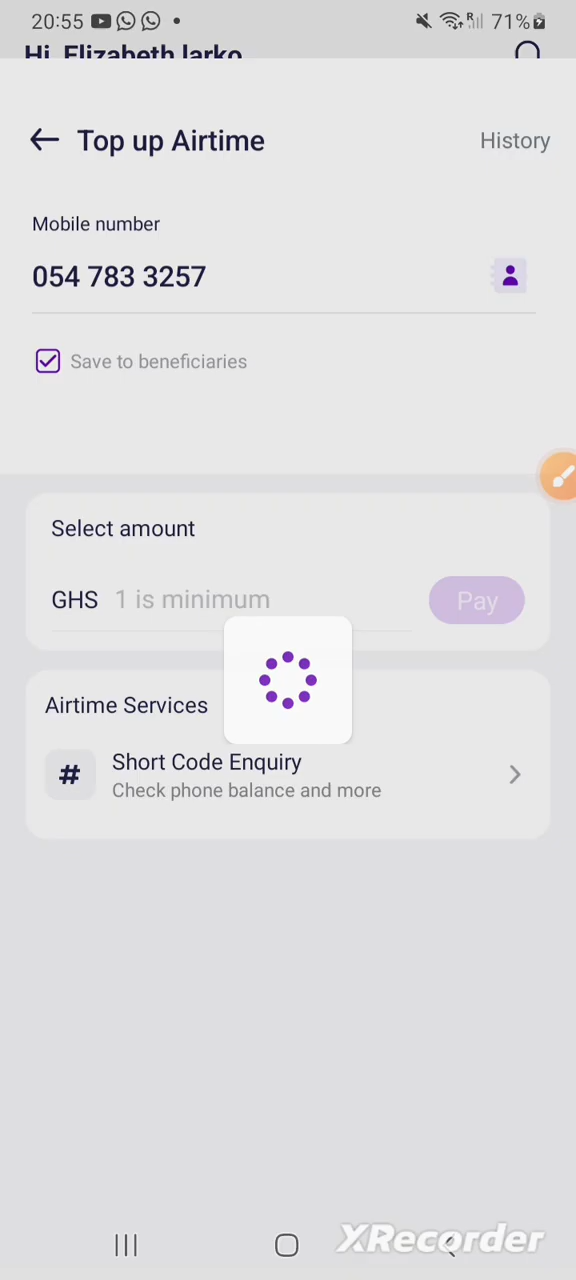 20:55
R
71%
Hi, Elizabeth larko
Top up Airtime
History
Mobile number
054 783 3257
Save to beneficiaries
Select amount
GHS 1 is minimum
Pay
Airtime Services
#
Short Code Enquiry
Check phone balance and more
XRecorder